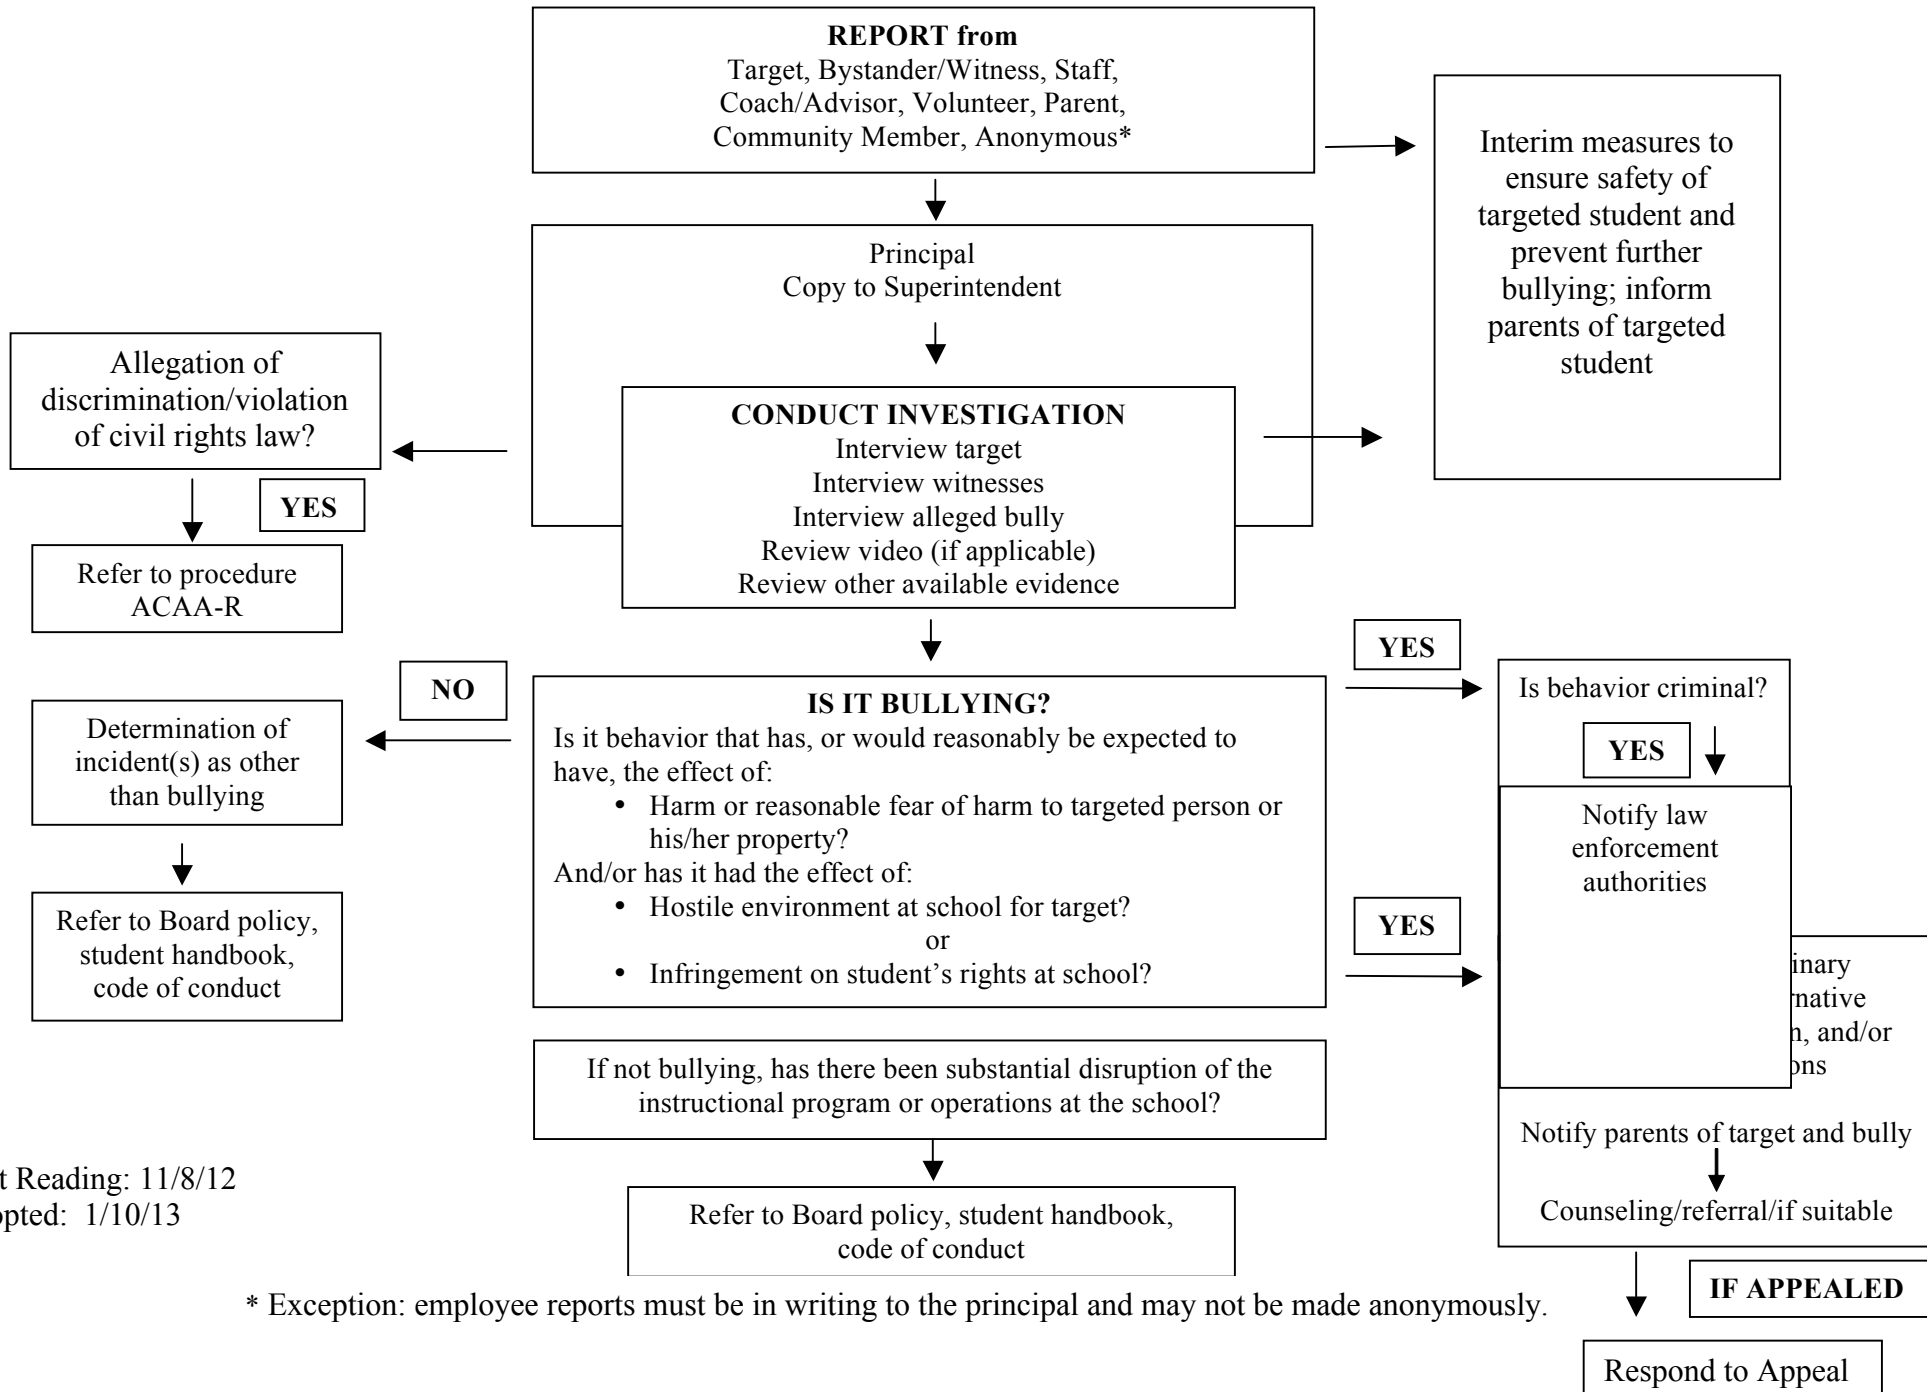 REPORT from
Target, Bystander/Witness, Staff,
Coach/Advisor, Volunteer, Parent,
Community Member, Anonymous*
Interim measures to
ensure safety of
targeted student and
prevent further
bullying; inform
parents of targeted
student
Principal
Copy to Superintendent
Allegation of
discrimination/violation
of civil rights law?
YES
Refer to procedure
ACAA-R
CONDUCT INVESTIGATION
Interview target
Interview witnesses
Interview alleged bully
Review video (if applicable)
Review other available evidence
NO
Determination of
incident(s) as other
than bullying
Refer to Board policy,
student handbook,
code of conduct
IS IT BULLYING?
Is it behavior that has, or would reasonably be expected to
have, the effect of:
• Harm or reasonable fear of harm to targeted person or
his/her property?
And/or has it had the effect of:
• Hostile environment at school for target?
or
• Infringement on student’s rights at school?
YES
Is behavior criminal?
YES
Notify law
enforcement
authorities
YES
and/or
Notify parents of target and bully
Counseling/referral/if suitable
If not bullying, has there been substantial disruption of the
instructional program or operations at the school?
Refer to Board policy, student handbook,
code of conduct
Reading: 11/8/12
1/10/13
* Exception: employee reports must be in writing to the principal and may not be made anonymously.
IF APPEALED
Respond to Appeal